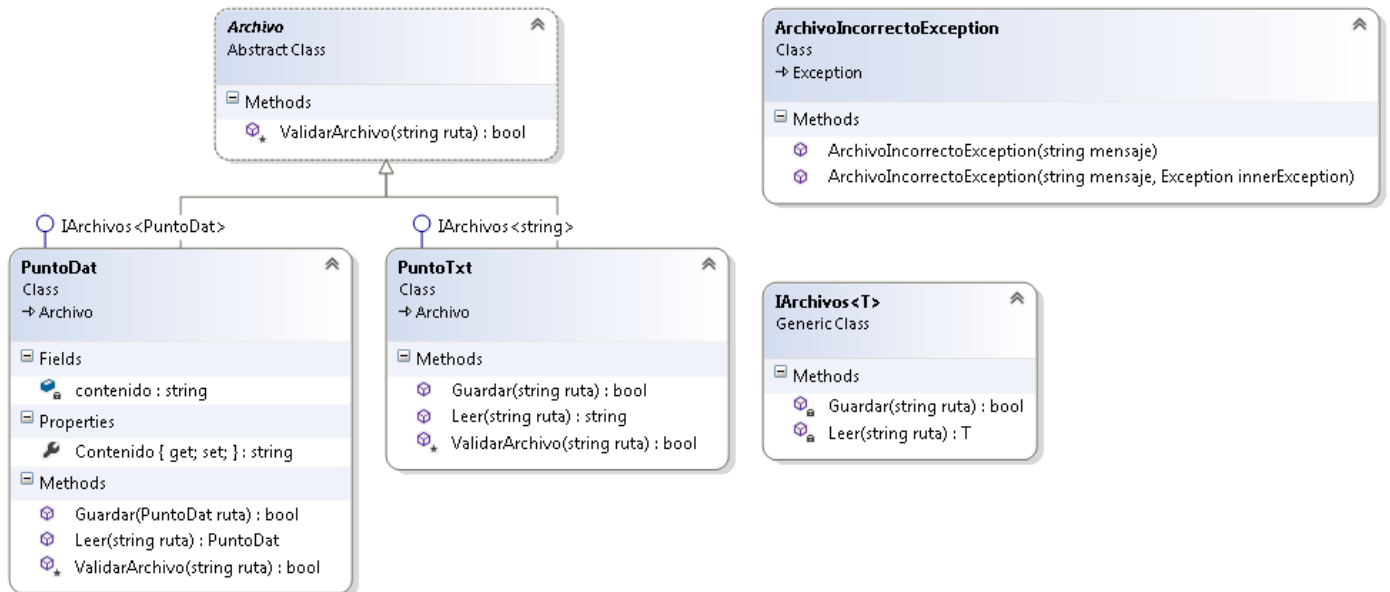 Archivo
Abstract Class
Methods
ValidarArchivo(string ruta) : bool
ArchivoIncorrectoException
Class
Exception
Methods
ArchivoIncorrectoException(string mensaje)
ArchivoIncorrectoException(string mensaje, Exception innerException)
IArchivos<PuntoDat>
PuntoDat
Class
Archivo
Fields
contenido : string
Properties
Contenido { get; set; } : string
Methods
Guardar(PuntoDat ruta) : bool
Leer(string ruta) : PuntoDat
ValidarArchivo(string ruta) : bool
IArchivos<string>
PuntoTxt
Class
Archivo
Methods
Guardar(string ruta) : bool
Leer(string ruta) : string
ValidarArchivo(string ruta) : bool
IArchivos<T>
Generic Class
Methods
Guardar(string ruta) : bool
Leer(string ruta) : T